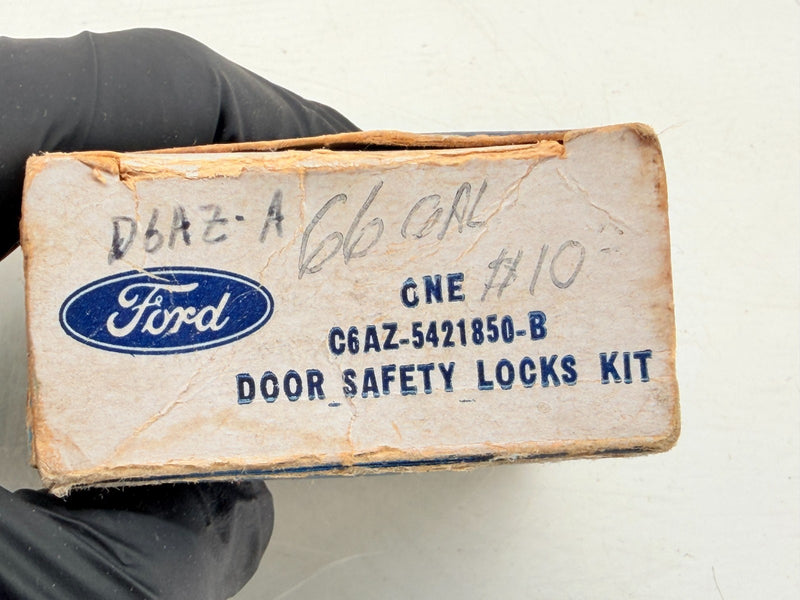 D6AZ-A 66 GAL
#10
Ford
ONE
C6AZ-5421850-B
DOOR SAFETY LOCKS KIT